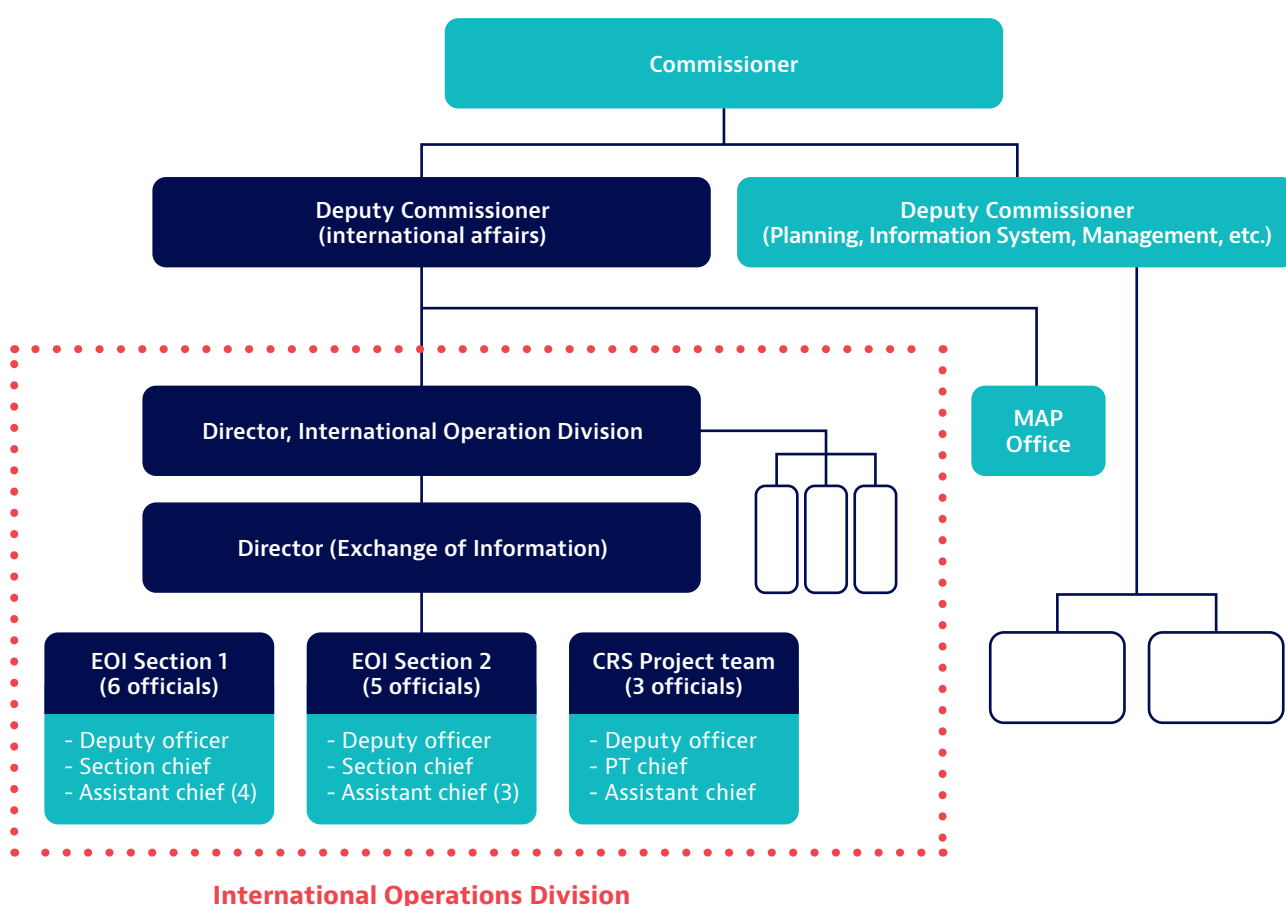 Commissioner
Deputy Commissioner
(international affairs)
Deputy Commissioner
(Planning, Information System, Management, etc.)
Director, International Operation Division
MAP
Office
Director (Exchange of Information)
EOI Section 1
(6 officials)
- Deputy officer
- Section chief
- Assistant chief (4)
EOI Section 2
(5 officials)
- Deputy officer
- Section chief
- Assistant chief (3)
CRS Project team
(3 officials)
- Deputy officer
- PT chief
- Assistant chief
International Operations Division